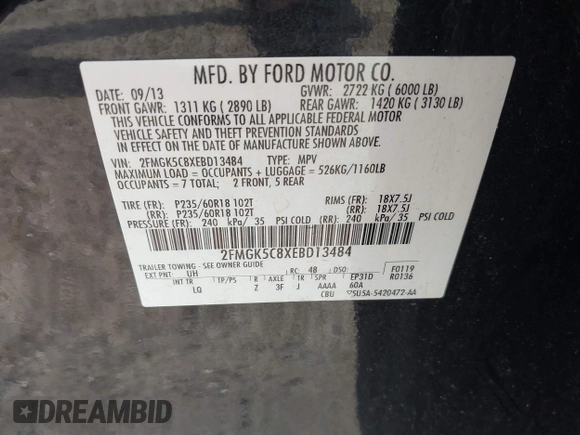 MFD. BY FORD MOTOR CO.
DATE: 09/13 GVWR: 2722 KG (6000 LB)
FRONT GAWR: 1311 KG (2890 LB) REAR GAWR: 1420 KG (3130 LB)
THIS VEHICLE CONFORMS TO ALL APPLICABLE FEDERAL MOTOR
VEHICLE SAFETY AND BUMPER AND THEFT PREVENTION STANDARDS
IN EFFECT ON THE DATE OF MANUFACTURE SHOWN ABOVE.
VIN: 2FMGK5C8XEBD13484 TYPE: MPV
MAXIMUM LOAD = OCCUPANTS + LUGGAGE = 526KG/1160LB
OCCUPANTS = 7 TOTAL: 2 FRONT, 5 REAR
TIRE (FR): P235/60R18 102T RIMS (FR): 18X7.5J
(RR): P235/60R18 102T (RR): 18X7.5J
PRESSURE (FR): 240 kPa/ 35 PSI COLD (RR): 240 kPa/ 35 PSI COLD
2FMGK5C8XEBD13484
TRAILER TOWING - SEE OWNER GUIDE
EXT PNT: UH RC: 48 DSO: F0119
INT TR TP/PS R AXLE TR SPR EP31D R0136
LQ Z 3F J AAAA 60A
CBU 5U5A-5420472-AA
DREAMBID